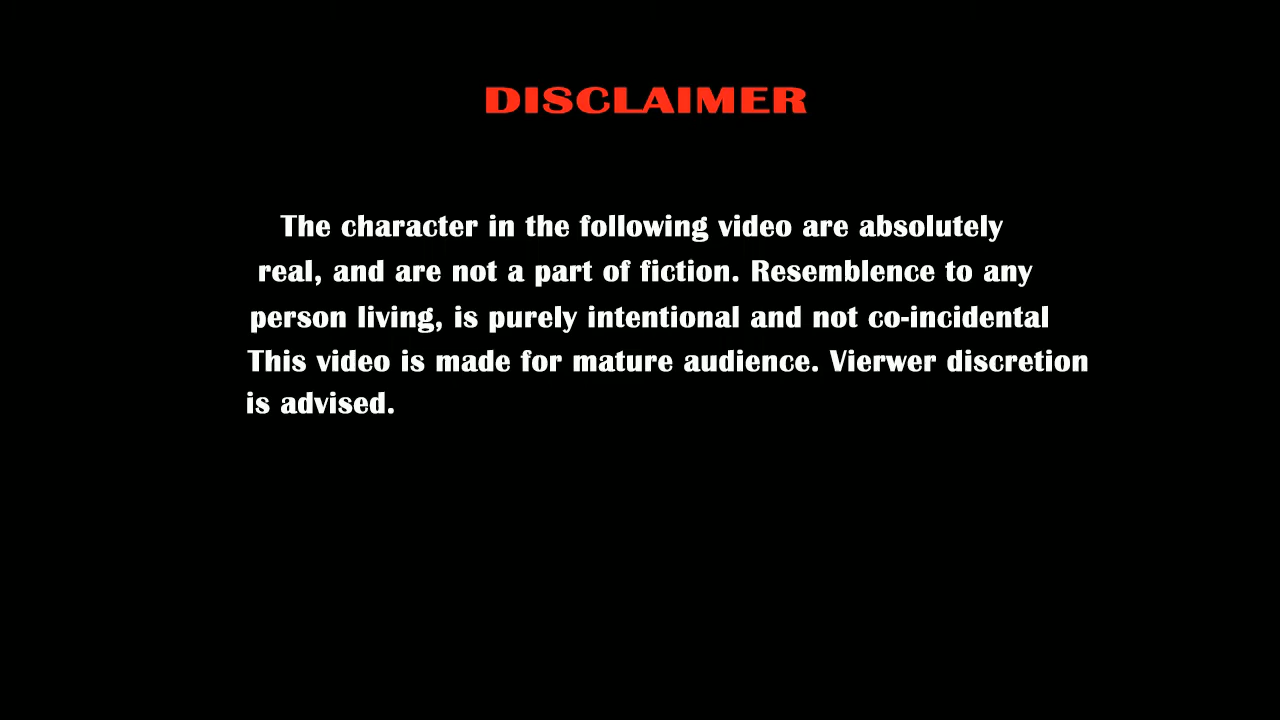 DISCLAIMER
The character in the following video are absolutely
real, and are not a part of fiction. Resemblence to any
person living, is purely intentional and not co-incidental
This video is made for mature audience. Vierwer discretion
is advised.